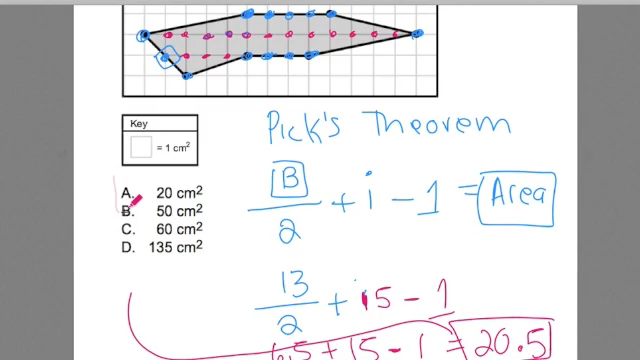 Pick's Theorem
Key
= 1 cm²
B/2 + i - 1 = Area
A. 20 cm²
B. 50 cm²
C. 60 cm²
D. 135 cm²
13/2 + 15 - 1
6.5 + 15 - 1 = 20.5